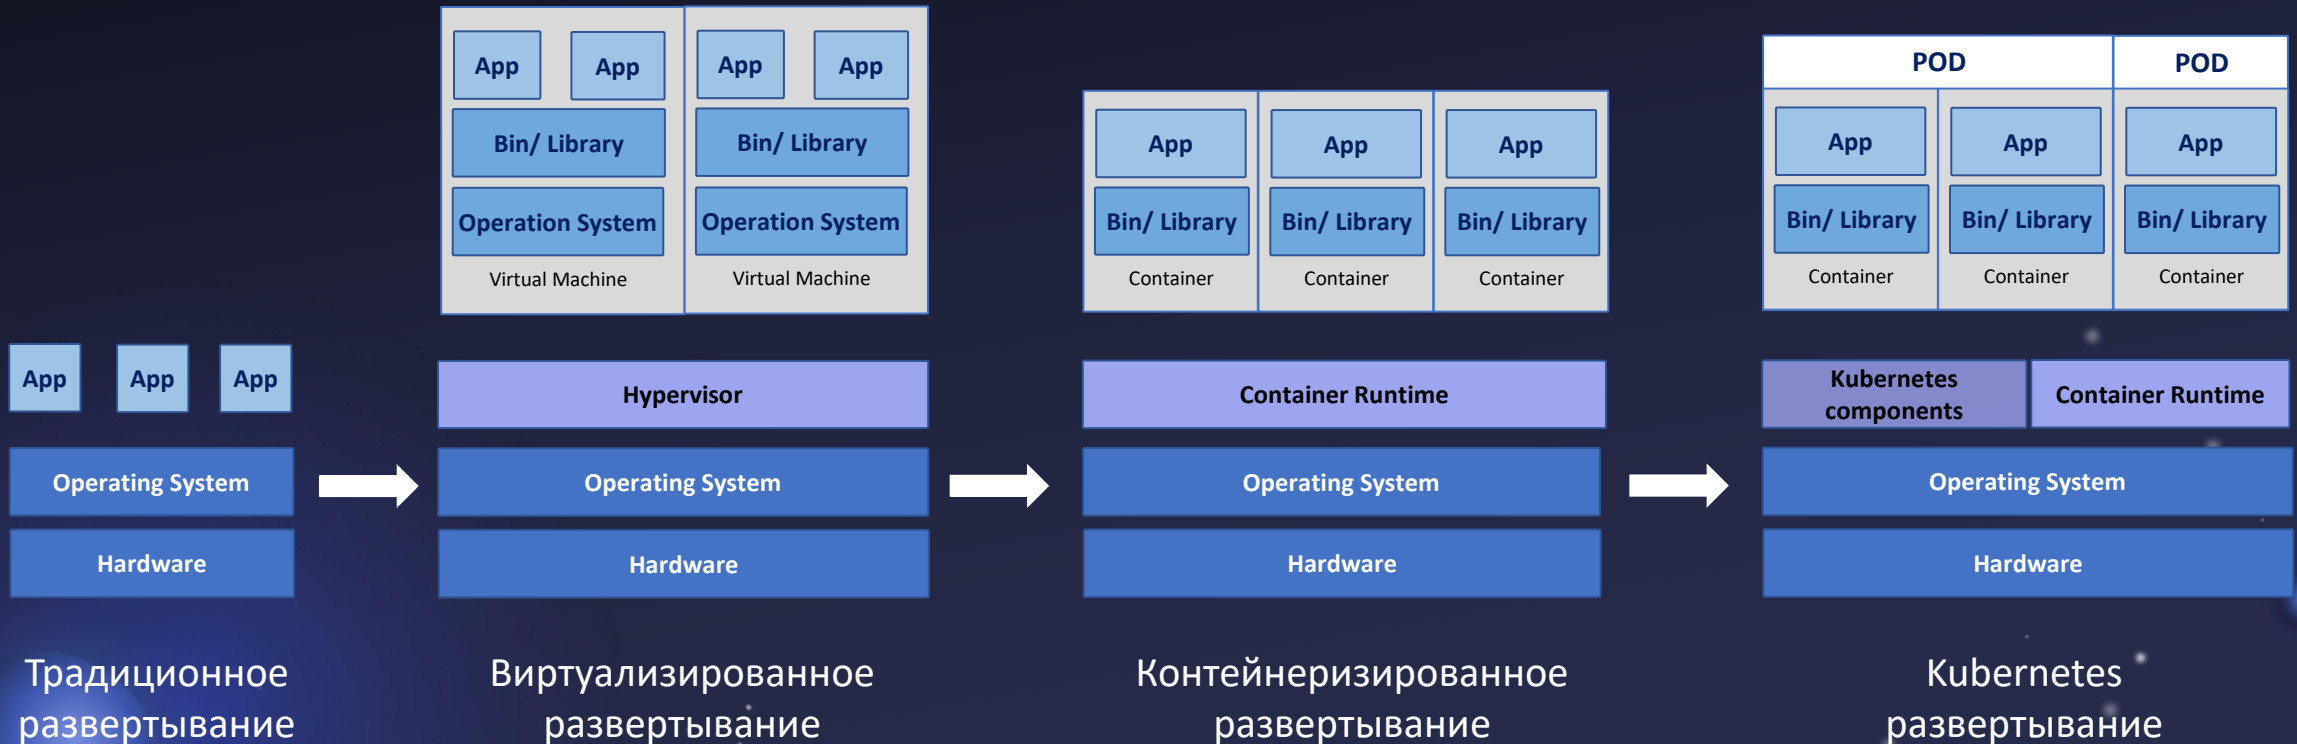 App
App
App
Operating System
Hardware
Традиционное
развертывание
App
App
App
App
Bin/ Library
Bin/ Library
Operation System
Operation System
Virtual Machine
Virtual Machine
Hypervisor
Operating System
Hardware
Виртуализированное
развертывание
App
App
App
Bin/ Library
Bin/ Library
Bin/ Library
Container
Container
Container
Container Runtime
Operating System
Hardware
Контейнеризированное
развертывание
POD
POD
App
App
App
Bin/ Library
Bin/ Library
Bin/ Library
Container
Container
Container
Kubernetes
components
Container Runtime
Operating System
Hardware
Kubernetes
развертывание